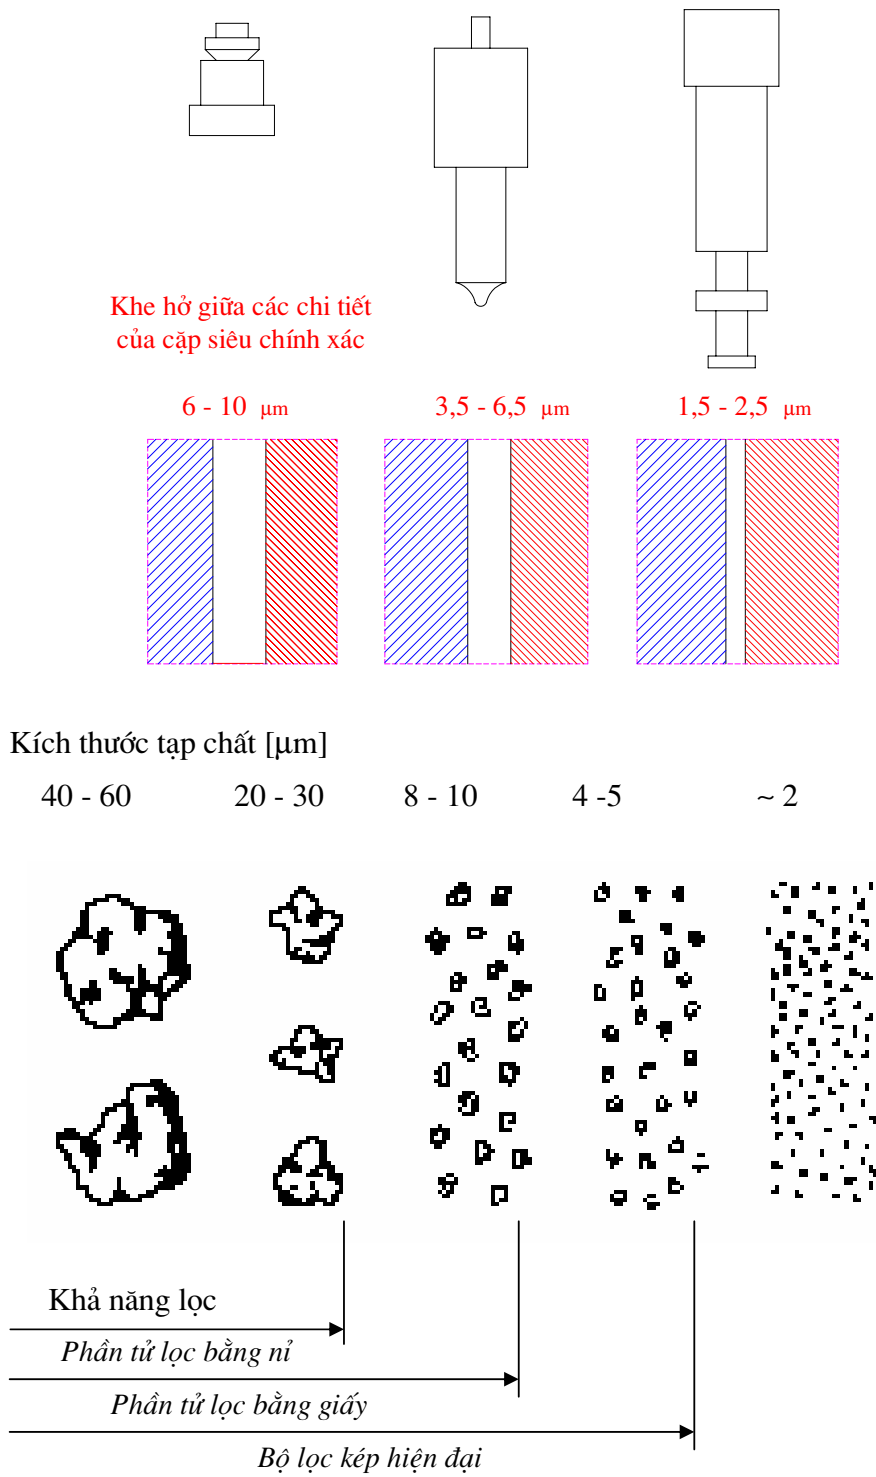 Khe hở giữa các chi tiết
của cặp siêu chính xác
6 - 10 μm
3,5 - 6,5 μm
1,5 - 2,5 μm
Kích thước tạp chất [μm]
40 - 60
20 - 30
8 - 10
4 -5
~ 2
Khả năng lọc
Phần tử lọc bằng nỉ
Phần tử lọc bằng giấy
Bộ lọc kép hiện đại